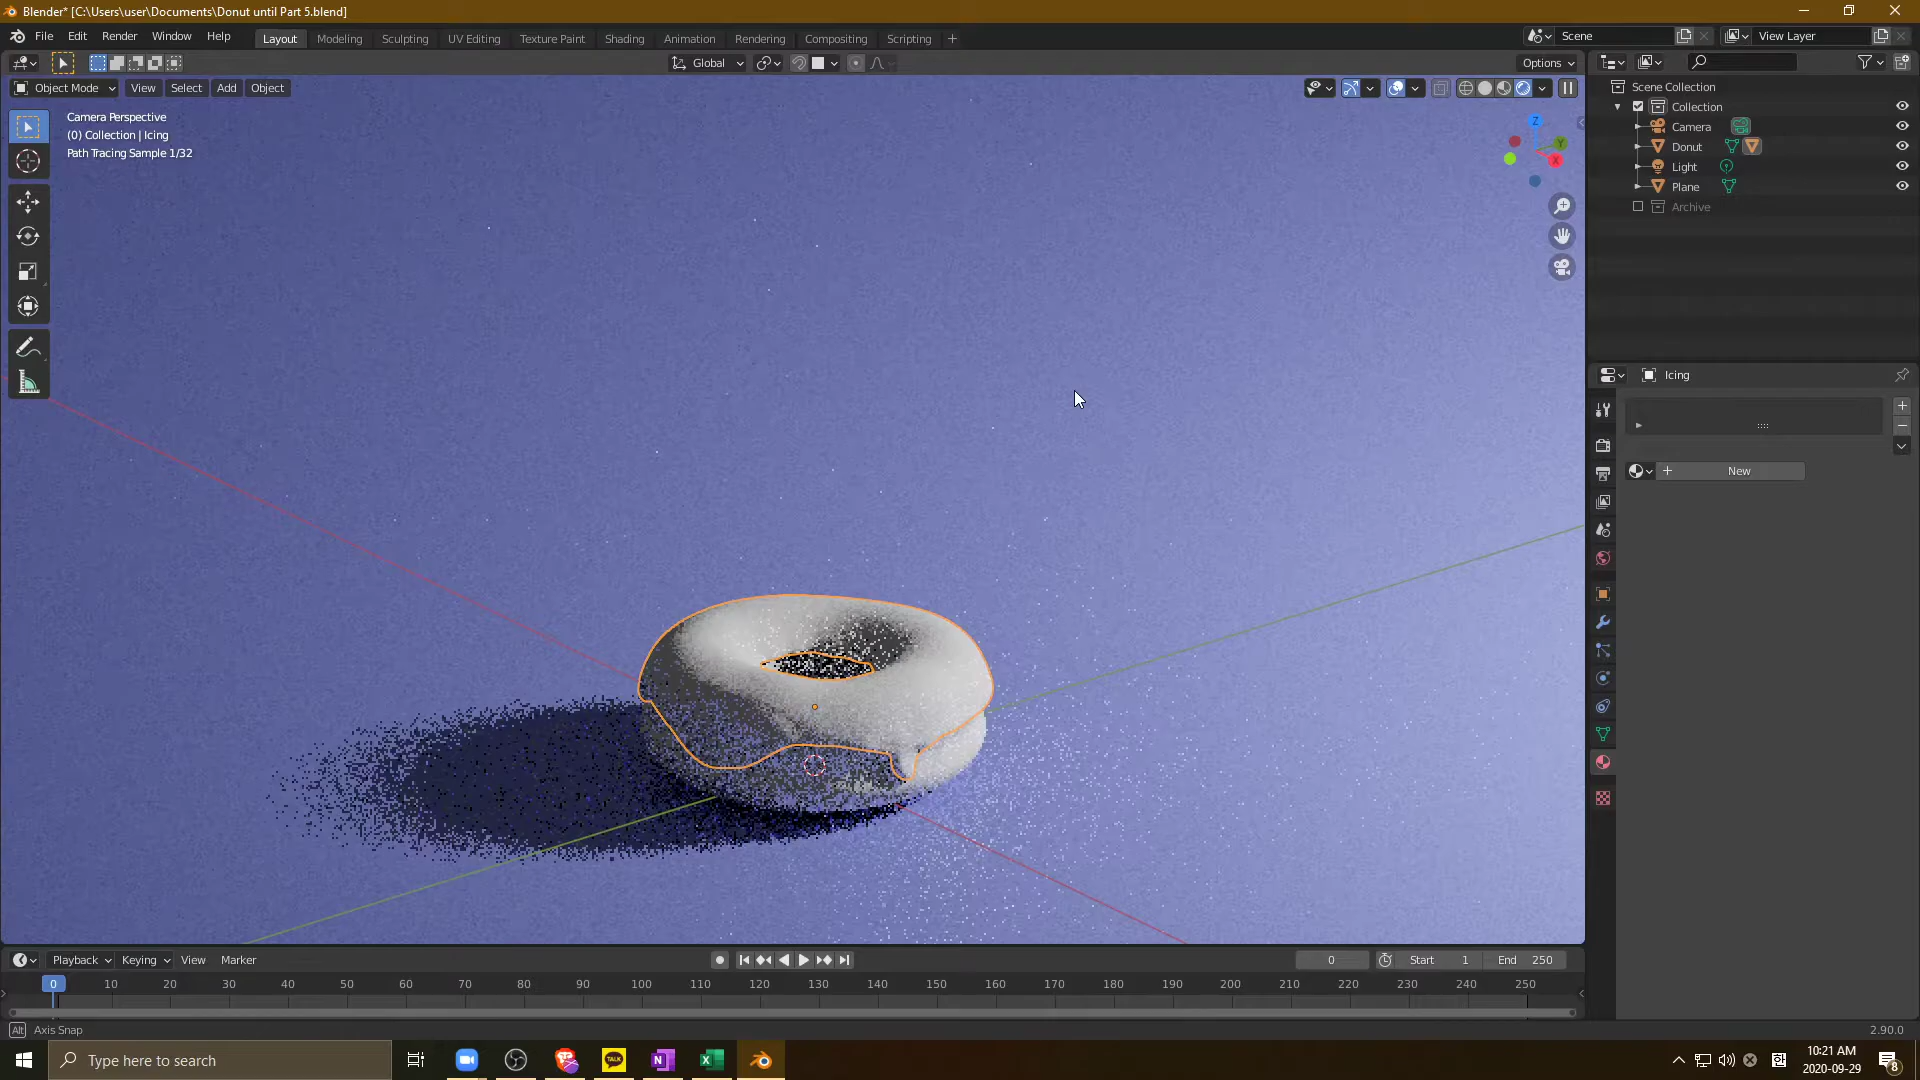 Blender* [C:\Users\user\Documents\Donut until Part 5.blend]
File Edit Render Window Help
Layout Modeling Sculpting UV Editing Texture Paint Shading Animation Rendering Compositing Scripting
Scene
View Layer
Global
Options
Object Mode View Select Add Object
Camera Perspective
(0) Collection | Icing
Path Tracing Sample 1/32
Z
Y
X
Scene Collection
Collection
Camera
Donut
Light
Plane
Archive
Icing
New
Playback Keying View Marker
0
Start 1
End 250
0 10 20 30 40 50 60 70 80 90 100 110 120 130 140 150 160 170 180 190 200 210 220 230 240 250
Alt Axis Snap
2.90.0
Type here to search
TALK
N
X
10:21 AM
2020-09-29
8